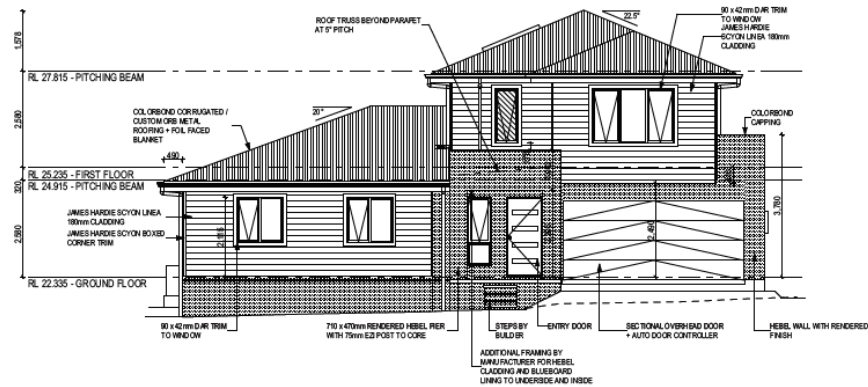 ROOF TRUSS BEYOND PARAPET
AT 5° PITCH
22.5°
90 x 42mm DAR TRIM
TO WINDOW
JAMES HARDIE
SCYON LINEA 180mm
CLADDING
1,578
RL 27.815 - PITCHING BEAM
COLORBOND CORRUGATED /
CUSTOM ORB METAL
ROOFING + FOIL FACED
BLANKET
20°
COLORBOND
CAPPING
2,580
490
RL 25.235 - FIRST FLOOR
320
RL 24.915 - PITCHING BEAM
JAMES HARDIE SCYON LINEA
180mm CLADDING
JAMES HARDIE SCYON BOXED
CORNER TRIM
2,580
2,115
2,490
3,780
RL 22.335 - GROUND FLOOR
90 x 42mm DAR TRIM
TO WINDOW
710 x 470mm RENDERED HEBEL PIER
WITH 75mm EZI POST TO CORE
STEPS BY
BUILDER
ENTRY DOOR
SECTIONAL OVERHEAD DOOR
+ AUTO DOOR CONTROLLER
HEBEL WALL WITH RENDERED
FINISH
ADDITIONAL FRAMING BY
MANUFACTURER FOR HEBEL
CLADDING AND BLUEBOARD
LINING TO UNDERSIDE AND INSIDE